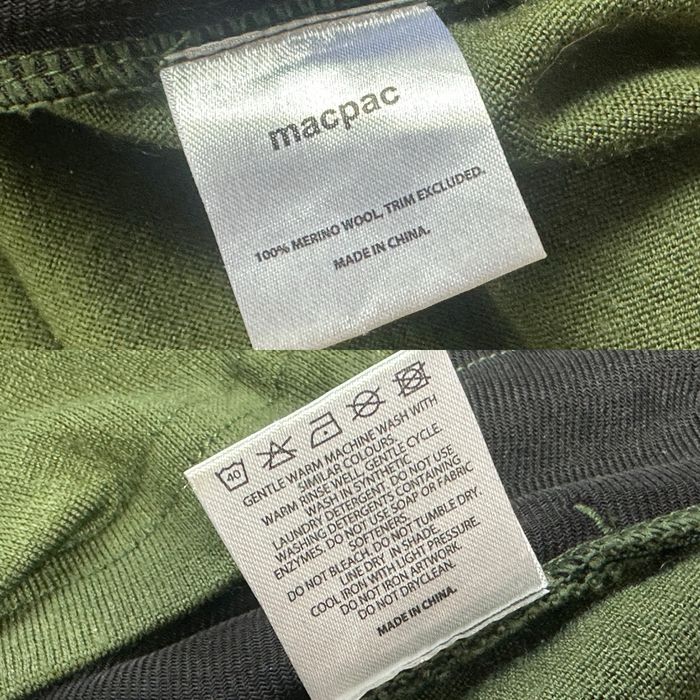 macpac
100% MERINO WOOL, TRIM EXCLUDED.
MADE IN CHINA.
40
GENTLE WARM MACHINE WASH WITH
SIMILAR COLOURS.
WARM RINSE WELL. GENTLE CYCLE.
WASH IN SYNTHETIC
LAUNDRY DETERGENT. DO NOT USE
WASHING DETERGENTS CONTAINING
ENZYMES. DO NOT USE SOAP OR FABRIC
SOFTENERS.
DO NOT BLEACH. DO NOT TUMBLE DRY.
LINE DRY IN SHADE.
COOL IRON WITH LIGHT PRESSURE.
DO NOT IRON ARTWORK.
DO NOT DRYCLEAN.
MADE IN CHINA.